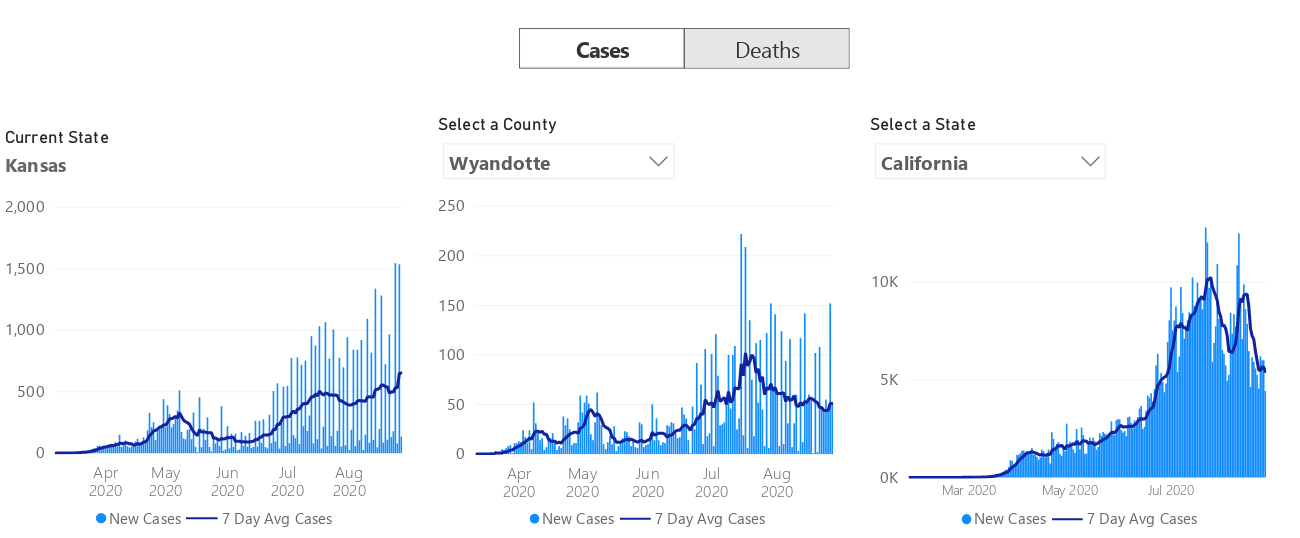 Cases Deaths
Current State
Kansas
2,000
1,500
1,000
500
0
Apr 2020 May 2020 Jun 2020 Jul 2020 Aug 2020
New Cases 7 Day Avg Cases
Select a County
Wyandotte
250
200
150
100
50
0
Apr 2020 May 2020 Jun 2020 Jul 2020 Aug 2020
New Cases 7 Day Avg Cases
Select a State
California
10K
5K
0K
Mar 2020 May 2020 Jul 2020
New Cases 7 Day Avg Cases